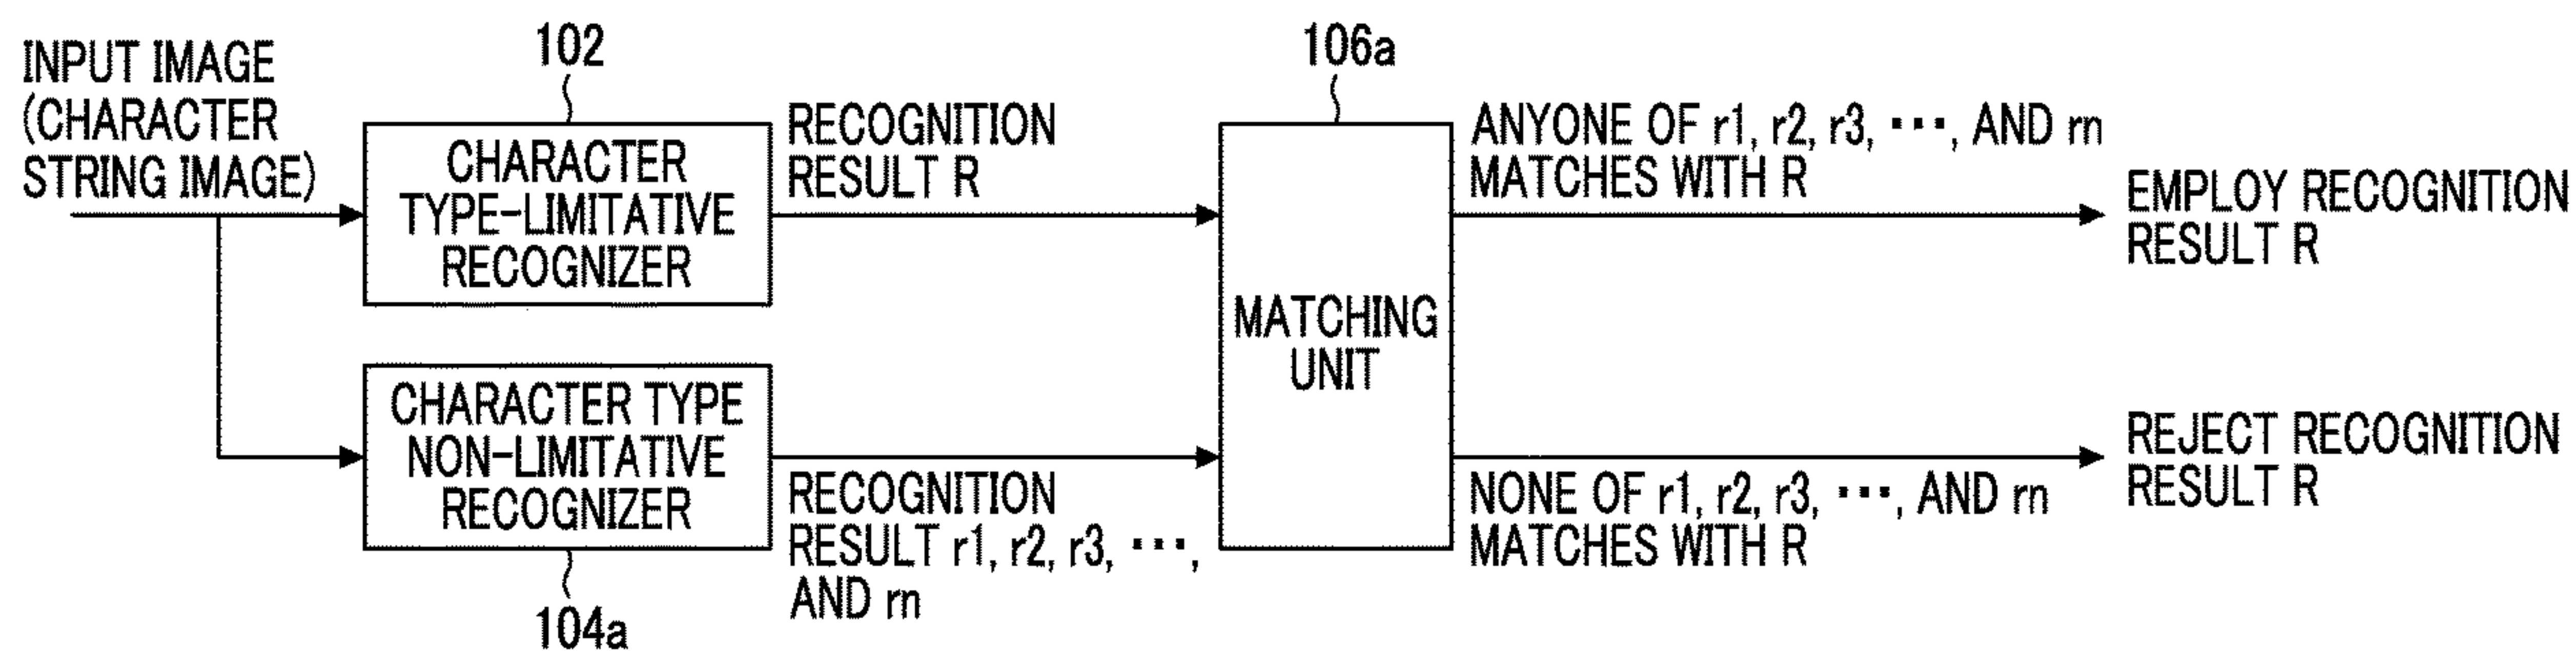 INPUT IMAGE
(CHARACTER
STRING IMAGE)
102
CHARACTER
TYPE-LIMITATIVE
RECOGNIZER
RECOGNITION
RESULT R
CHARACTER TYPE
NON-LIMITATIVE
RECOGNIZER
104a
RECOGNITION
RESULT r1, r2, r3, ･･･,
AND rn
106a
MATCHING
UNIT
ANYONE OF r1, r2, r3, ･･･, AND rn
MATCHES WITH R
EMPLOY RECOGNITION
RESULT R
NONE OF r1, r2, r3, ･･･, AND rn
MATCHES WITH R
REJECT RECOGNITION
RESULT R